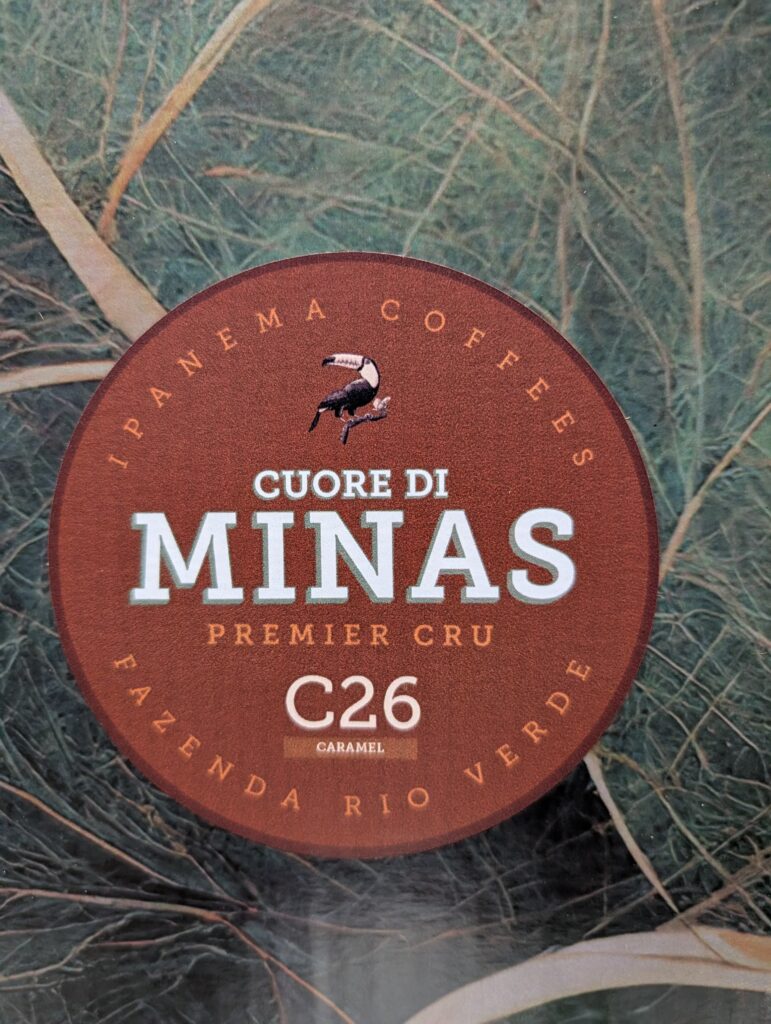 IPANEMA COFFEES
CUORE DI
MINAS
PREMIER CRU
C26
CARAMEL
FAZENDA RIO VERDE